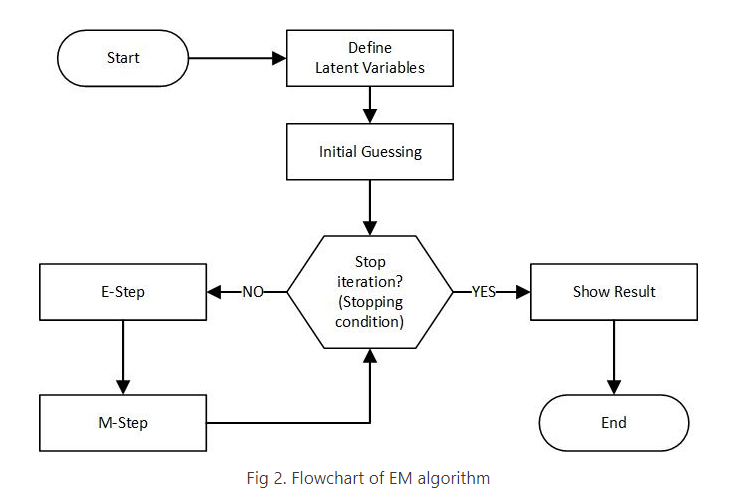 Start
Define
Latent Variables
Initial Guessing
Stop
iteration?
(Stopping
condition)
NO
YES
E-Step
Show Result
M-Step
End
Fig 2. Flowchart of EM algorithm